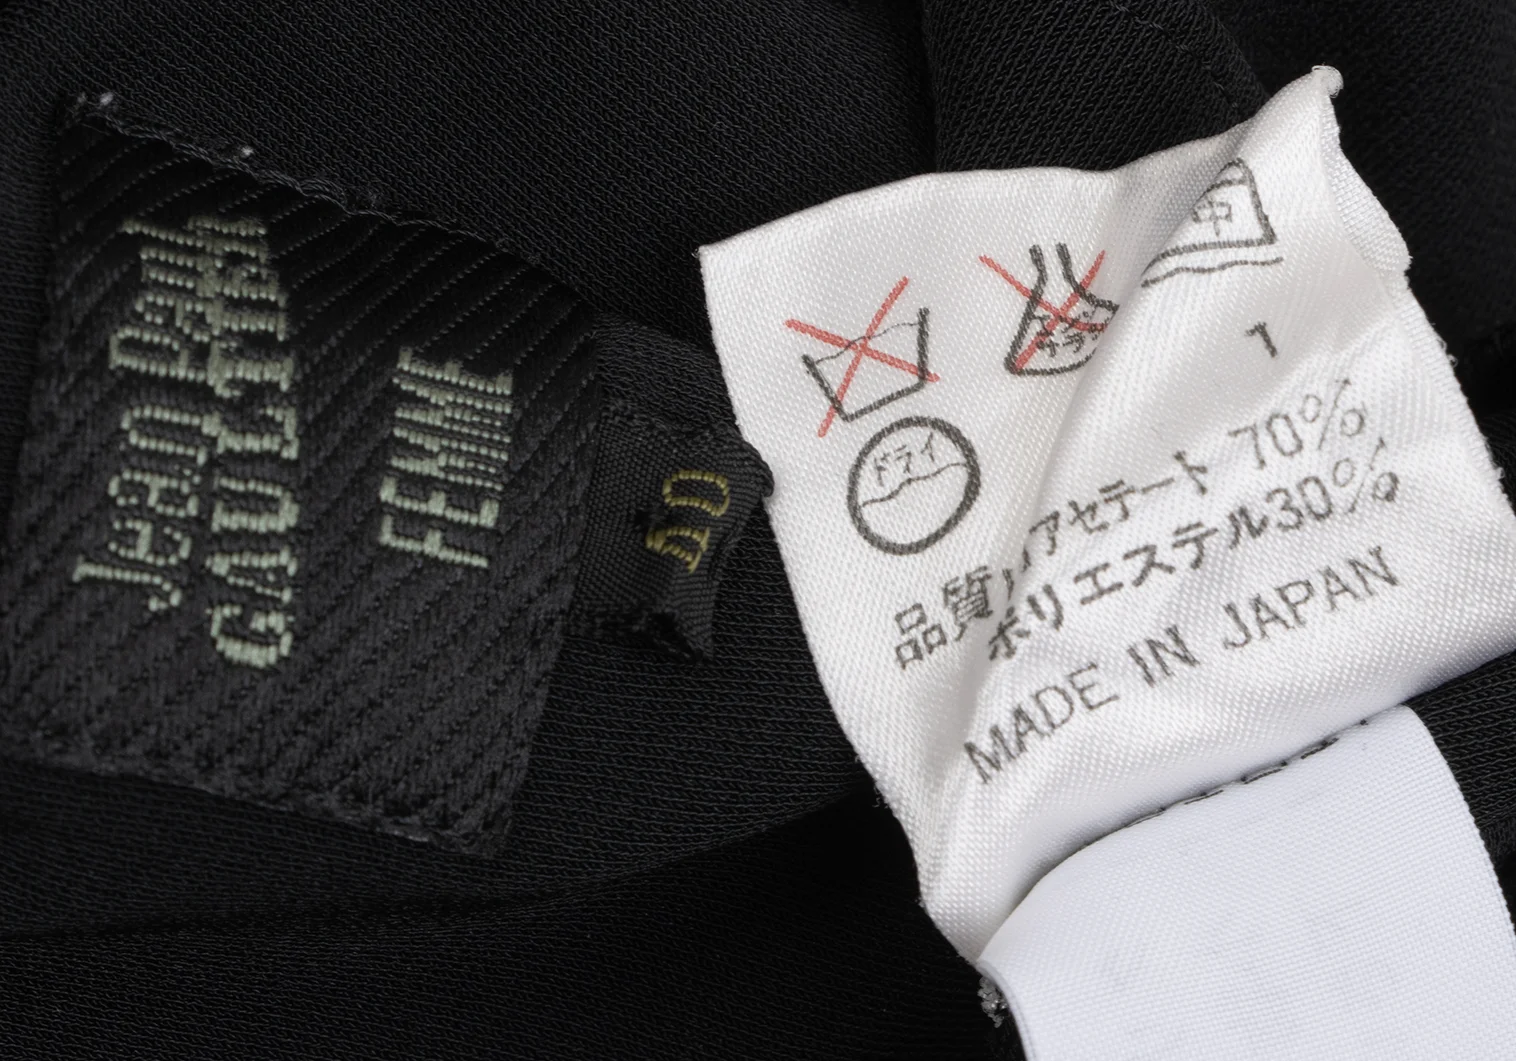 Jean Paul
GAULTIER
FEMME
40
中
ドライ
1
品質 アセテート 70%
ポリエステル30%
MADE IN JAPAN